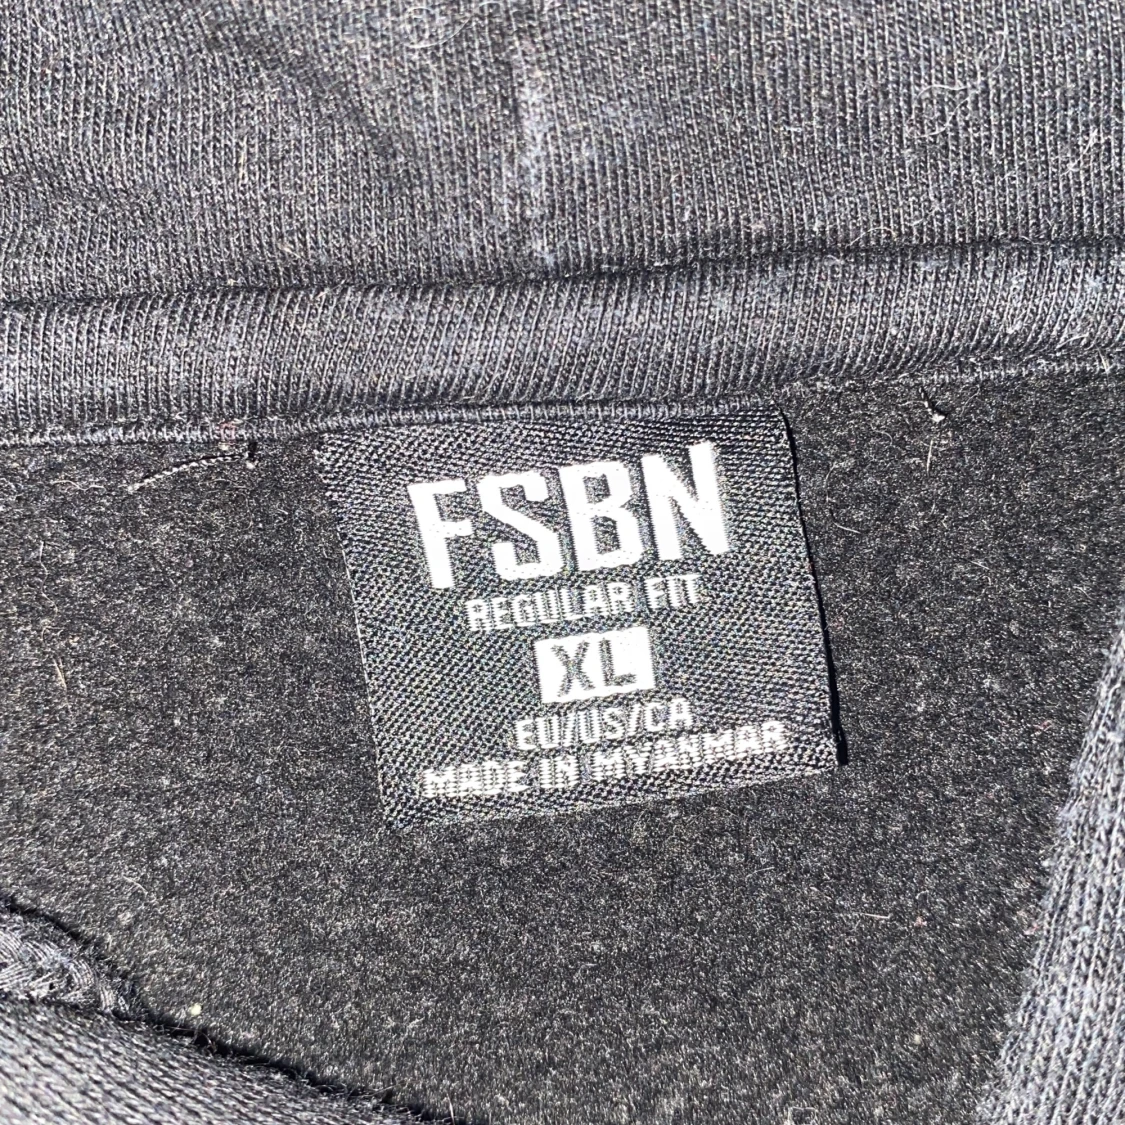 FSBN
REGULAR FIT
XL
EU/US/CA
MADE IN MYANMAR